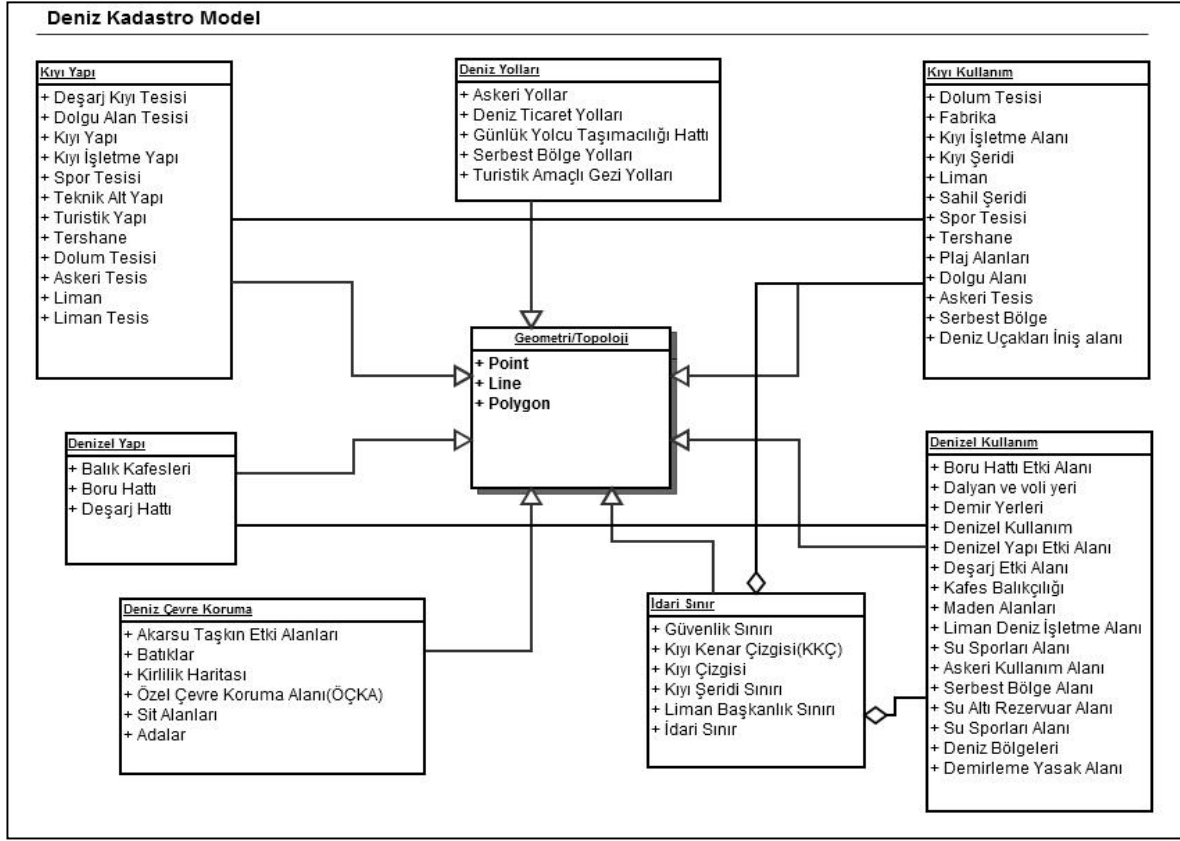 Deniz Kadastro Model
Kıyı Yapı
+ Deşarj Kıyı Tesisi
+ Dolgu Alan Tesisi
+ Kıyı Yapı
+ Kıyı İşletme Yapı
+ Spor Tesisi
+ Teknik Alt Yapı
+ Turistik Yapı
+ Tershane
+ Dolum Tesisi
+ Askeri Tesis
+ Liman
+ Liman Tesis
Deniz Yolları
+ Askeri Yollar
+ Deniz Ticaret Yolları
+ Günlük Yolcu Taşımacılığı Hattı
+ Serbest Bölge Yolları
+ Turistik Amaçlı Gezi Yolları
Kıyı Kullanım
+ Dolum Tesisi
+ Fabrika
+ Kıyı İşletme Alanı
+ Kıyı Şeridi
+ Liman
+ Sahil Şeridi
+ Spor Tesisi
+ Tershane
+ Plaj Alanları
+ Dolgu Alanı
+ Askeri Tesis
+ Serbest Bölge
+ Deniz Uçakları İniş alanı
Geometri/Topoloji
+ Point
+ Line
+ Polygon
Denizel Yapı
+ Balık Kafesleri
+ Boru Hattı
+ Deşarj Hattı
Denizel Kullanım
+ Boru Hattı Etki Alanı
+ Dalyan ve voli yeri
+ Demir Yerleri
+ Denizel Kullanım
+ Denizel Yapı Etki Alanı
+ Deşarj Etki Alanı
+ Kafes Balıkçılığı
+ Maden Alanları
+ Liman Deniz İşletme Alanı
+ Su Sporları Alanı
+ Askeri Kullanım Alanı
+ Serbest Bölge Alanı
+ Su Altı Rezervuar Alanı
+ Su Sporları Alanı
+ Deniz Bölgeleri
+ Demirleme Yasak Alanı
Deniz Çevre Koruma
+ Akarsu Taşkın Etki Alanları
+ Batıklar
+ Kirlilik Haritası
+ Özel Çevre Koruma Alanı(ÖÇKA)
+ Sit Alanları
+ Adalar
İdari Sınır
+ Güvenlik Sınırı
+ Kıyı Kenar Çizgisi(KKÇ)
+ Kıyı Çizgisi
+ Kıyı Şeridi Sınırı
+ Liman Başkanlık Sınırı
+ İdari Sınır